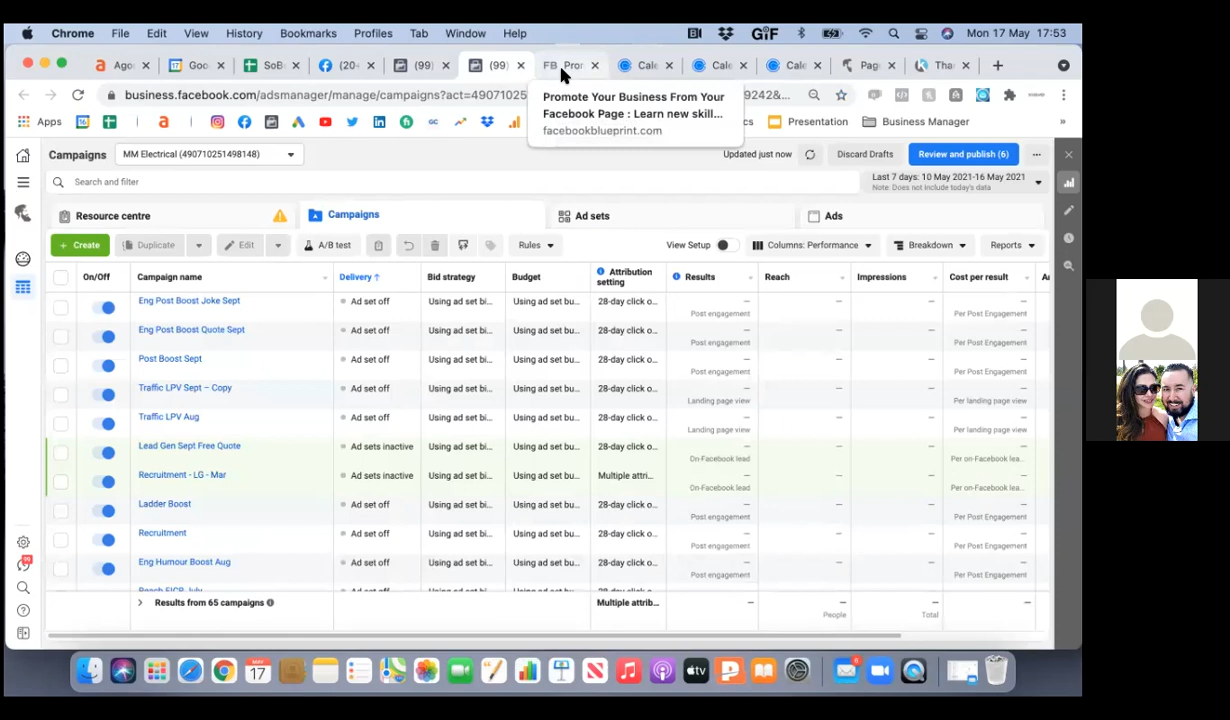 Chrome File Edit View History Bookmarks Profiles Tab Window Help GIF Mon 17 May 17:53
Ago Goo SoB (20 (99) (99) FB Pror Cale Cale Cale Pag Tha
business.facebook.com/adsmanager/manage/campaigns?act=4907102 9242&...
Promote Your Business From Your
Facebook Page : Learn new skill...
facebookblueprint.com
Apps GC Presentation Business Manager
Campaigns MM Electrical (490710251498148) Updated just now Discard Drafts Review and publish (6)
Search and filter
Last 7 days: 10 May 2021-16 May 2021
Note: Does not include today's data
Resource centre Campaigns Ad sets Ads
+ Create Duplicate Edit A/B test Rules View Setup Columns: Performance Breakdown Reports
On/Off Campaign name Delivery ↑ Bid strategy Budget Attribution setting Results Reach Impressions Cost per result
Eng Post Boost Joke Sept Ad set off Using ad set bi... Using ad set bu... 28-day click o... — — — —
Post engagement Per Post Engagement
Eng Post Boost Quote Sept Ad set off Using ad set bi... Using ad set bu... 28-day click o... — — — —
Post engagement Per Post Engagement
Post Boost Sept Ad set off Using ad set bi... Using ad set bu... 28-day click o... — — — —
Post engagement Per Post Engagement
Traffic LPV Sept – Copy Ad set off Using ad set bi... Using ad set bu... 28-day click o... — — — —
Landing page view Per landing page view
Traffic LPV Aug Ad set off Using ad set bi... Using ad set bu... 28-day click o... — — — —
Landing page view Per landing page view
Lead Gen Sept Free Quote Ad sets inactive Using ad set bi... Using ad set bu... 28-day click o... — — — —
On-Facebook lead Per on-Facebook lea...
Recruitment - LG - Mar Ad sets inactive Using ad set bi... Using ad set bu... Multiple attri... — — — —
On-Facebook lead Per on-Facebook lea...
Ladder Boost Ad set off Using ad set bi... Using ad set bu... 28-day click o... — — — —
Post engagement Per Post Engagement
Recruitment Ad set off Using ad set bi... Using ad set bu... 28-day click o... — — — —
Post engagement Per Post Engagement
Eng Humour Boost Aug Ad set off Using ad set bi... Using ad set bu... 28-day click o... — — — —
Post engagement Per Post Engagement
Results from 65 campaigns Multiple attrib... — — — —
People Total
MAY
17